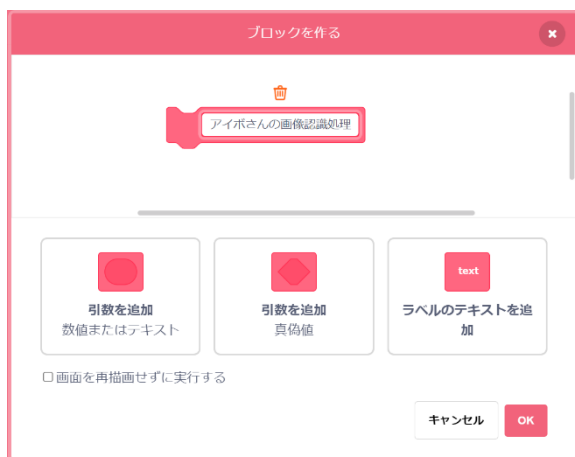 ブロックを作る
アイボさんの画像認識処理
引数を追加
数値またはテキスト
引数を追加
真偽値
text
ラベルのテキストを追
加
画面を再描画せずに実行する
キャンセル
OK